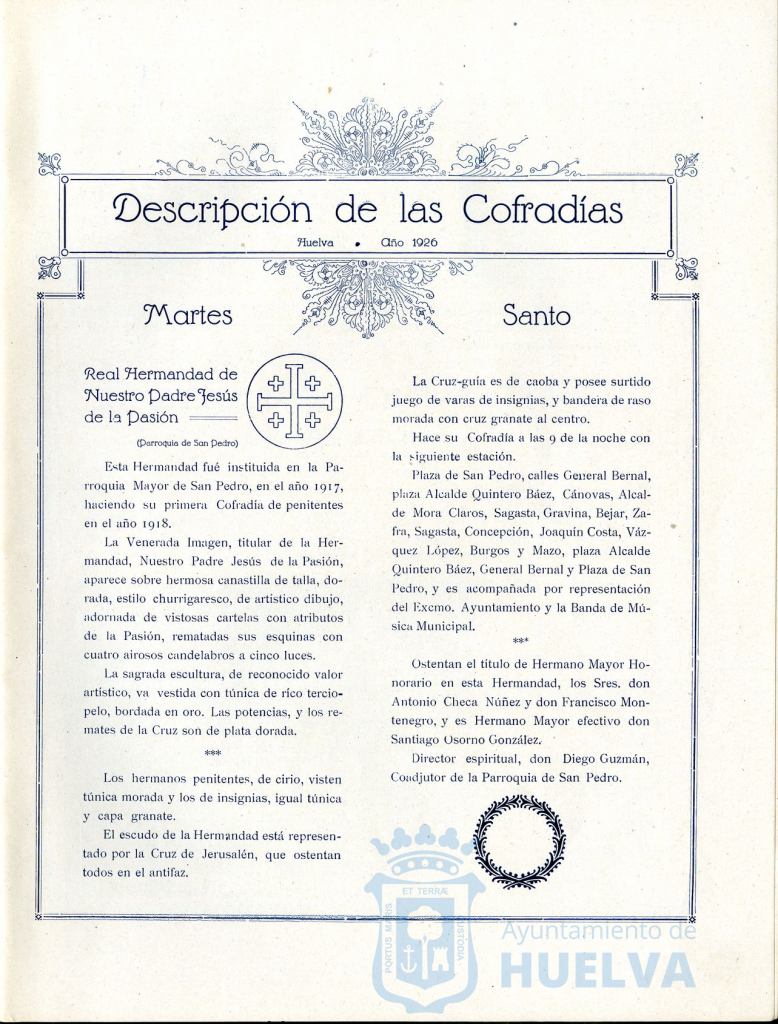 Descripción de las Cofradías
Huelva • Año 1926
Martes Santo
Real Hermandad de
Nuestro Padre Jesús
de la Pasión
(Parroquia de San Pedro)
Esta Hermandad fué instituida en la Pa-
rroquia Mayor de San Pedro, en el año 1917,
haciendo su primera Cofradía de penitentes
en el año 1918.
La Venerada Imagen, titular de la Her-
mandad, Nuestro Padre Jesús de la Pasión,
aparece sobre hermosa canastilla de talla, do-
rada, estilo churrigaresco, de artístico dibujo,
adornada de vistosas cartelas con atributos
de la Pasión, rematadas sus esquinas con
cuatro airosos candelabros a cinco luces.
La sagrada escultura, de reconocido valor
artístico, va vestida con túnica de ríco tercio-
pelo, bordada en oro. Las potencias, y los re-
mates de la Cruz son de plata dorada.
***
Los hermanos penitentes, de cirio, visten
túnica morada y los de insignias, igual túnica
y capa granate.
El escudo de la Hermandad está represen-
tado por la Cruz de Jerusalén, que ostentan
todos en el antifaz.
La Cruz-guía es de caoba y posee surtido
juego de varas de insignias, y bandera de raso
morada con cruz granate al centro.
Hace su Cofradía a las 9 de la noche con
la siguiente estación.
Plaza de San Pedro, calles General Bernal,
plaza Alcalde Quintero Báez, Cánovas, Alcal-
de Mora Claros, Sagasta, Gravina, Bejar, Za-
fra, Sagasta, Concepción, Joaquín Costa, Váz-
quez López, Burgos y Mazo, plaza Alcalde
Quintero Báez, General Bernal y Plaza de San
Pedro, y es acompañada por representación
del Excmo. Ayuntamiento y la Banda de Mú-
sica Municipal.
***
Ostentan el título de Hermano Mayor Ho-
norario en esta Hermandad, los Sres. don
Antonio Checa Núñez y don Francisco Mon-
tenegro, y es Hermano Mayor efectivo don
Santiago Osorno González.
Director espiritual, don Diego Guzmán,
Coadjutor de la Parroquia de San Pedro.
PORTUS MARIS
ET TERRÆ
CUSTODIA
Ayuntamiento de
HUELVA